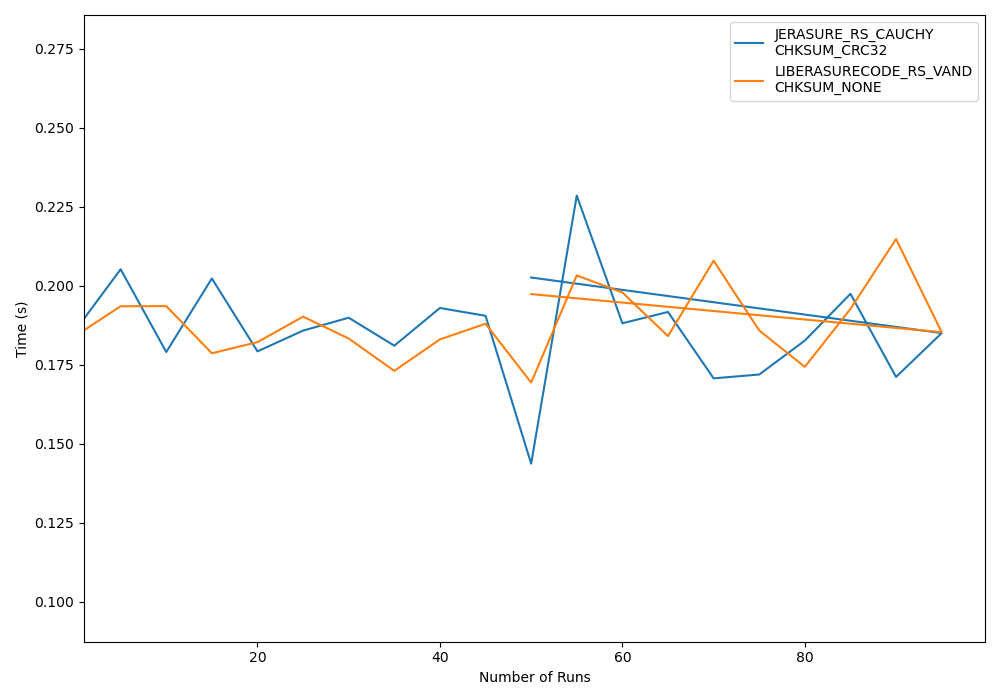 JERASURE_RS_CAUCHY
CHKSUM_CRC32
LIBERASURECODE_RS_VAND
CHKSUM_NONE
Time (s)
0.275
0.250
0.225
0.200
0.175
0.150
0.125
0.100
20 40 60 80
Number of Runs